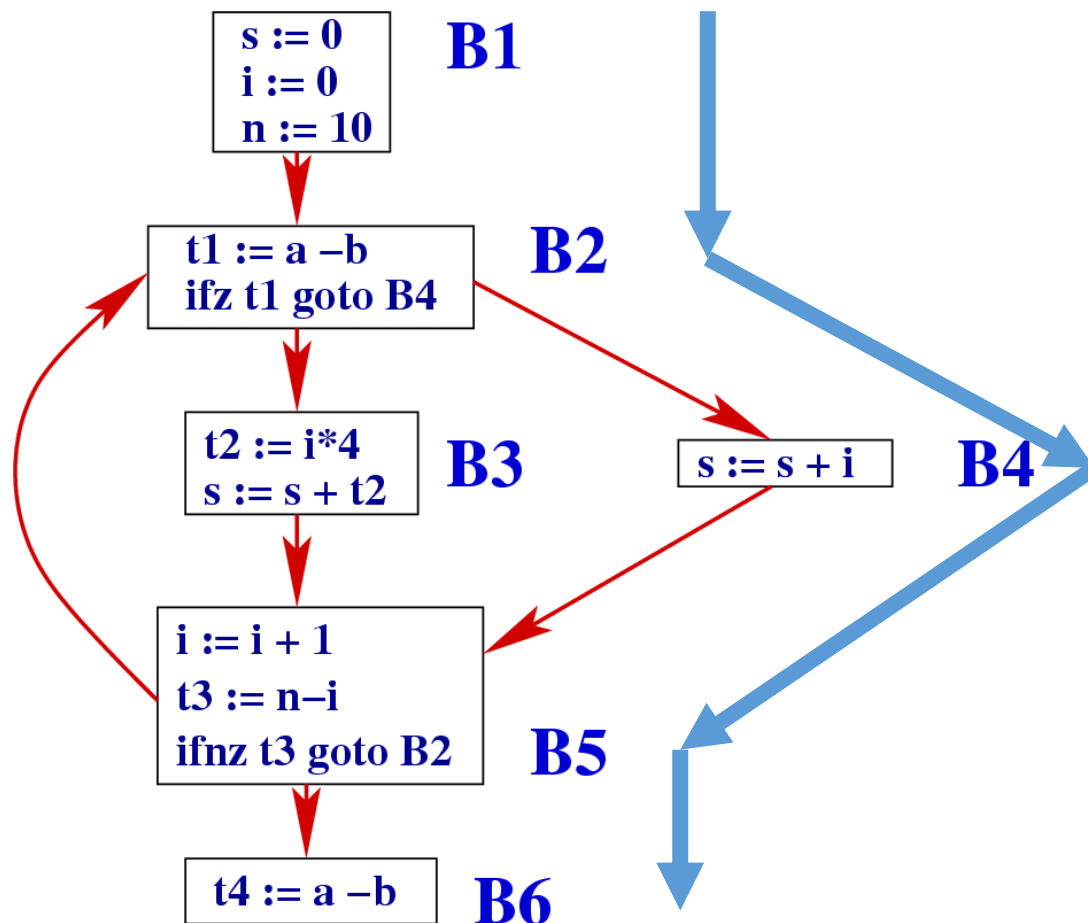 s := 0
i := 0
n := 10
B1
t1 := a −b
ifz t1 goto B4
B2
t2 := i*4
s := s + t2
B3
s := s + i
B4
i := i + 1
t3 := n−i
ifnz t3 goto B2
B5
t4 := a −b
B6